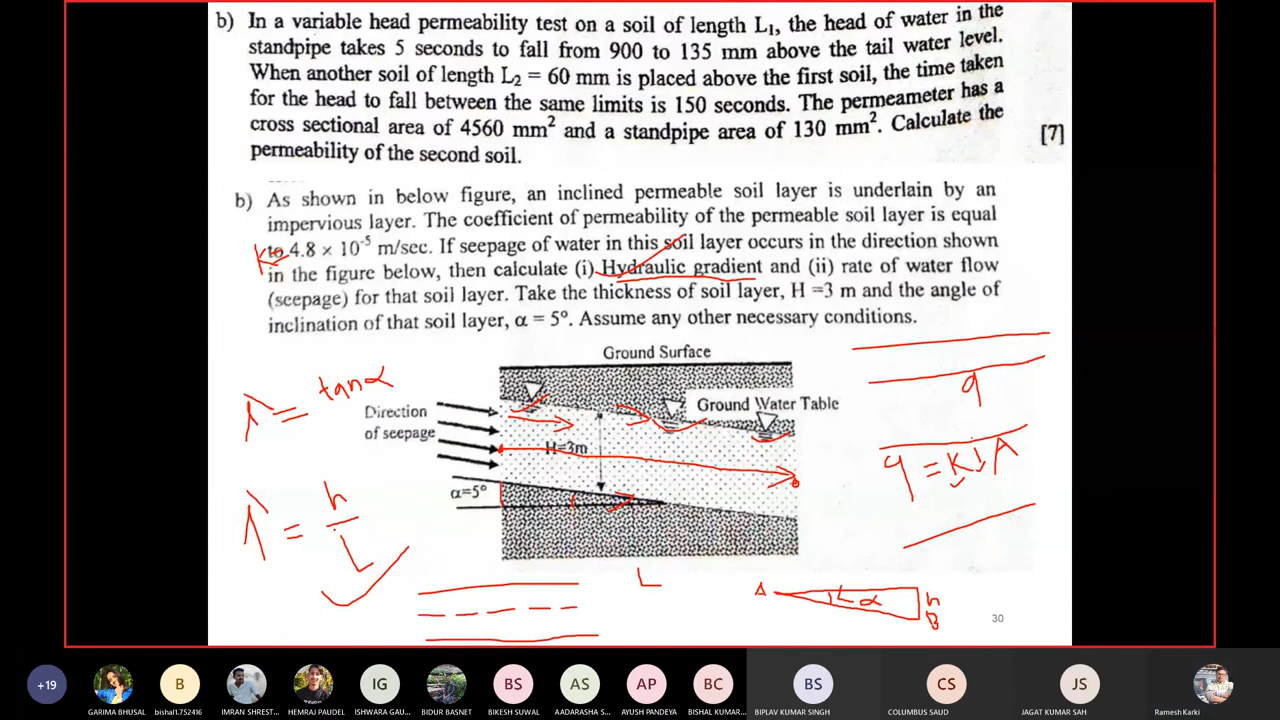 b) In a variable head permeability test on a soil of length L₁, the head of water in the
standpipe takes 5 seconds to fall from 900 to 135 mm above the tail water level.
When another soil of length L₂ = 60 mm is placed above the first soil, the time taken
for the head to fall between the same limits is 150 seconds. The permeameter has a
cross sectional area of 4560 mm² and a standpipe area of 130 mm². Calculate the
permeability of the second soil. [7]
b) As shown in below figure, an inclined permeable soil layer is underlain by an
impervious layer. The coefficient of permeability of the permeable soil layer is equal
to 4.8 × 10⁻⁵ m/sec. If seepage of water in this soil layer occurs in the direction shown
in the figure below, then calculate (i) Hydraulic gradient and (ii) rate of water flow
(seepage) for that soil layer. Take the thickness of soil layer, H =3 m and the angle of
inclination of that soil layer, α = 5°. Assume any other necessary conditions.
K
Ground Surface
Ground Water Table
Direction
of seepage
H=3m
α=5°
i = tanα
i = h
L
q
q = KiA
L
A
L α
h
B
30
+19
GARIMA BHUSAL
B
bishal1.752416
IMRAN SHREST...
HEMRAJ PAUDEL
IG
ISHWARA GAU...
BIDUR BASNET
BS
BIKESH SUWAL
AS
AADARASHA S...
AP
AYUSH PANDEYA
BC
BISHAL KUMAR...
BS
BIPLAV KUMAR SINGH
CS
COLUMBUS SAUD
JS
JAGAT KUMAR SAH
Ramesh Karki